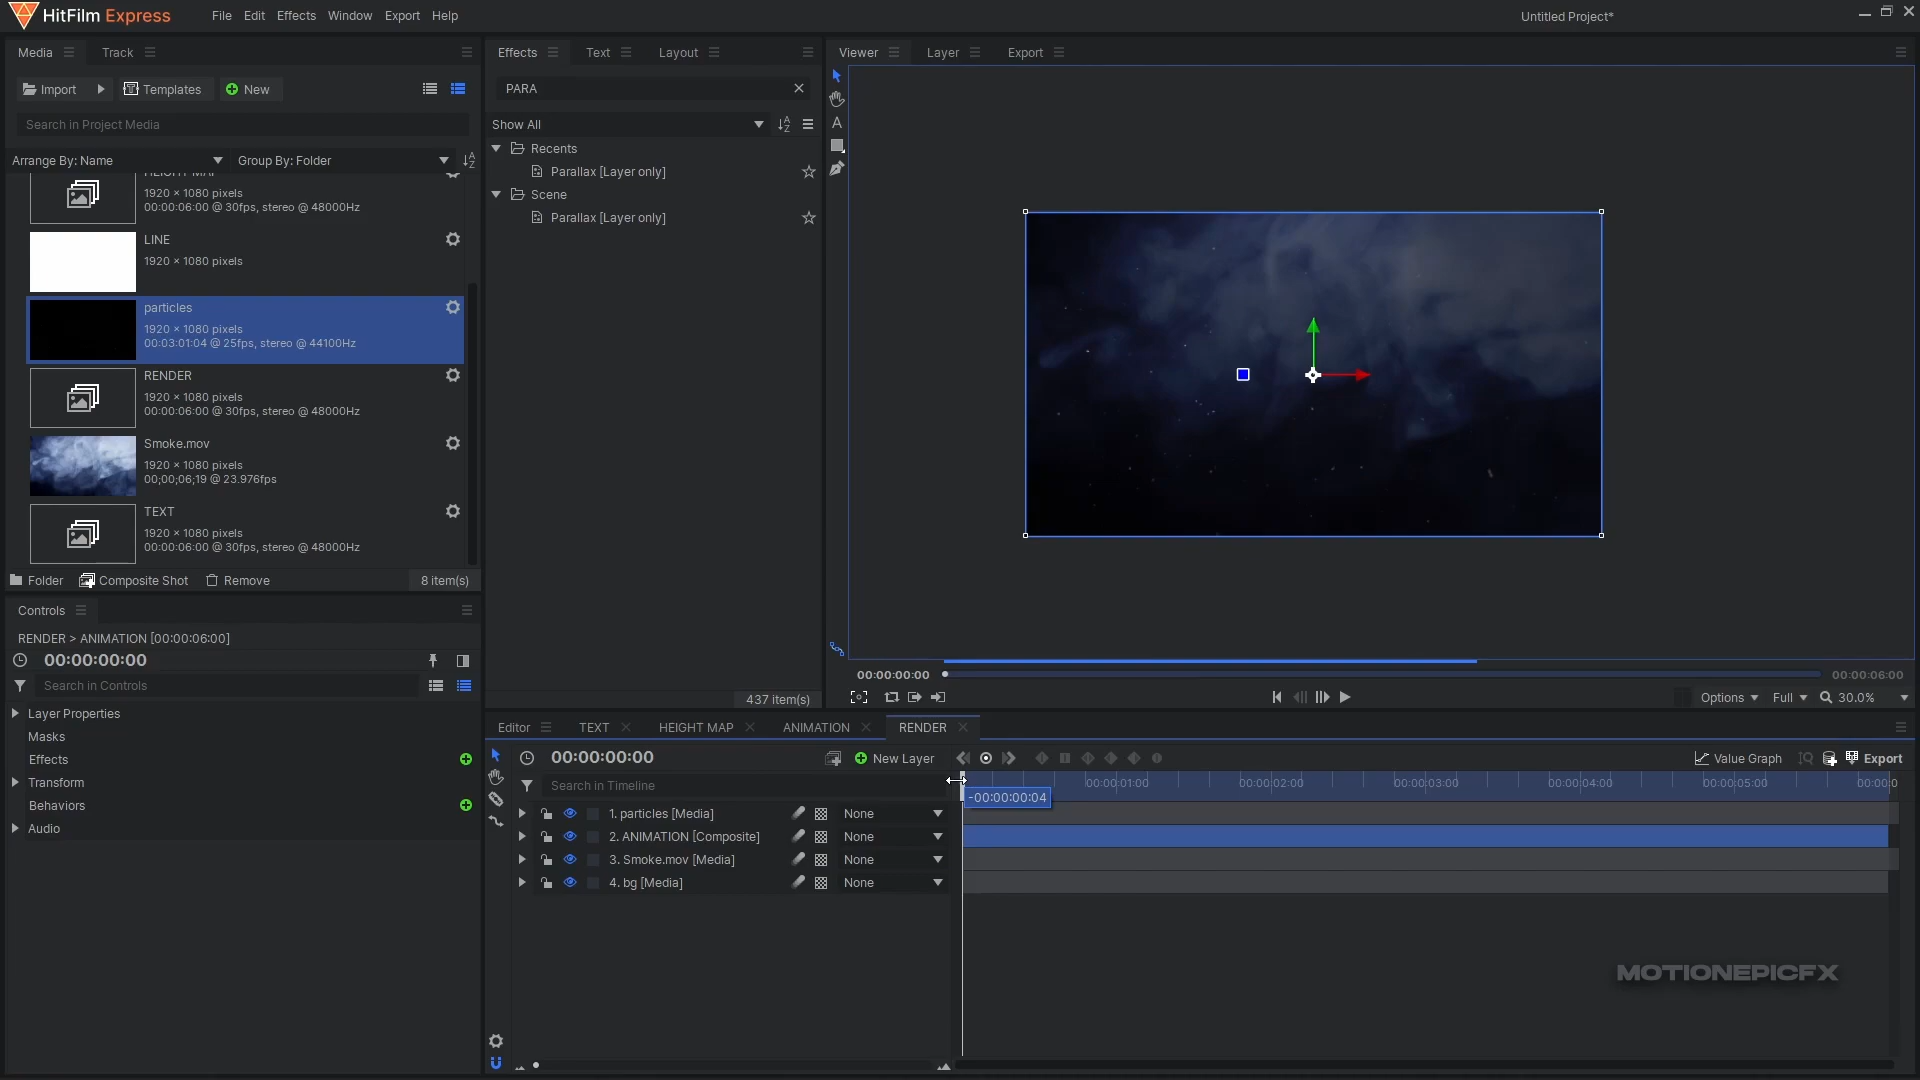 HitFilm Express
File Edit Effects Window Export Help
Untitled Project*
Media
Track
Effects
Text
Layout
Viewer
Layer
Export
Import
Templates
New
Search in Project Media
Arrange By: Name
Group By: Folder
HEIGHT MAP
1920 × 1080 pixels
00:00:06:00 @ 30fps, stereo @ 48000Hz
LINE
1920 × 1080 pixels
particles
1920 × 1080 pixels
00:03:01:04 @ 25fps, stereo @ 44100Hz
RENDER
1920 × 1080 pixels
00:00:06:00 @ 30fps, stereo @ 48000Hz
Smoke.mov
1920 × 1080 pixels
00;00;06;19 @ 23.976fps
TEXT
1920 × 1080 pixels
00:00:06:00 @ 30fps, stereo @ 48000Hz
Folder
Composite Shot
Remove
8 item(s)
PARA
Show All
Recents
Parallax [Layer only]
Scene
Parallax [Layer only]
437 item(s)
00:00:00:00
00:00:06:00
Options
Full
30.0%
Controls
RENDER > ANIMATION [00:00:06:00]
00:00:00:00
Search in Controls
Layer Properties
Masks
Effects
Transform
Behaviors
Audio
Editor
TEXT
HEIGHT MAP
ANIMATION
RENDER
00:00:00:00
New Layer
Value Graph
Export
Search in Timeline
-00:00:00:04
00:00:01:00
00:00:02:00
00:00:03:00
00:00:04:00
00:00:05:00
00:00:0
1. particles [Media]
None
2. ANIMATION [Composite]
None
3. Smoke.mov [Media]
None
4. bg [Media]
None
MOTIONEPICFX